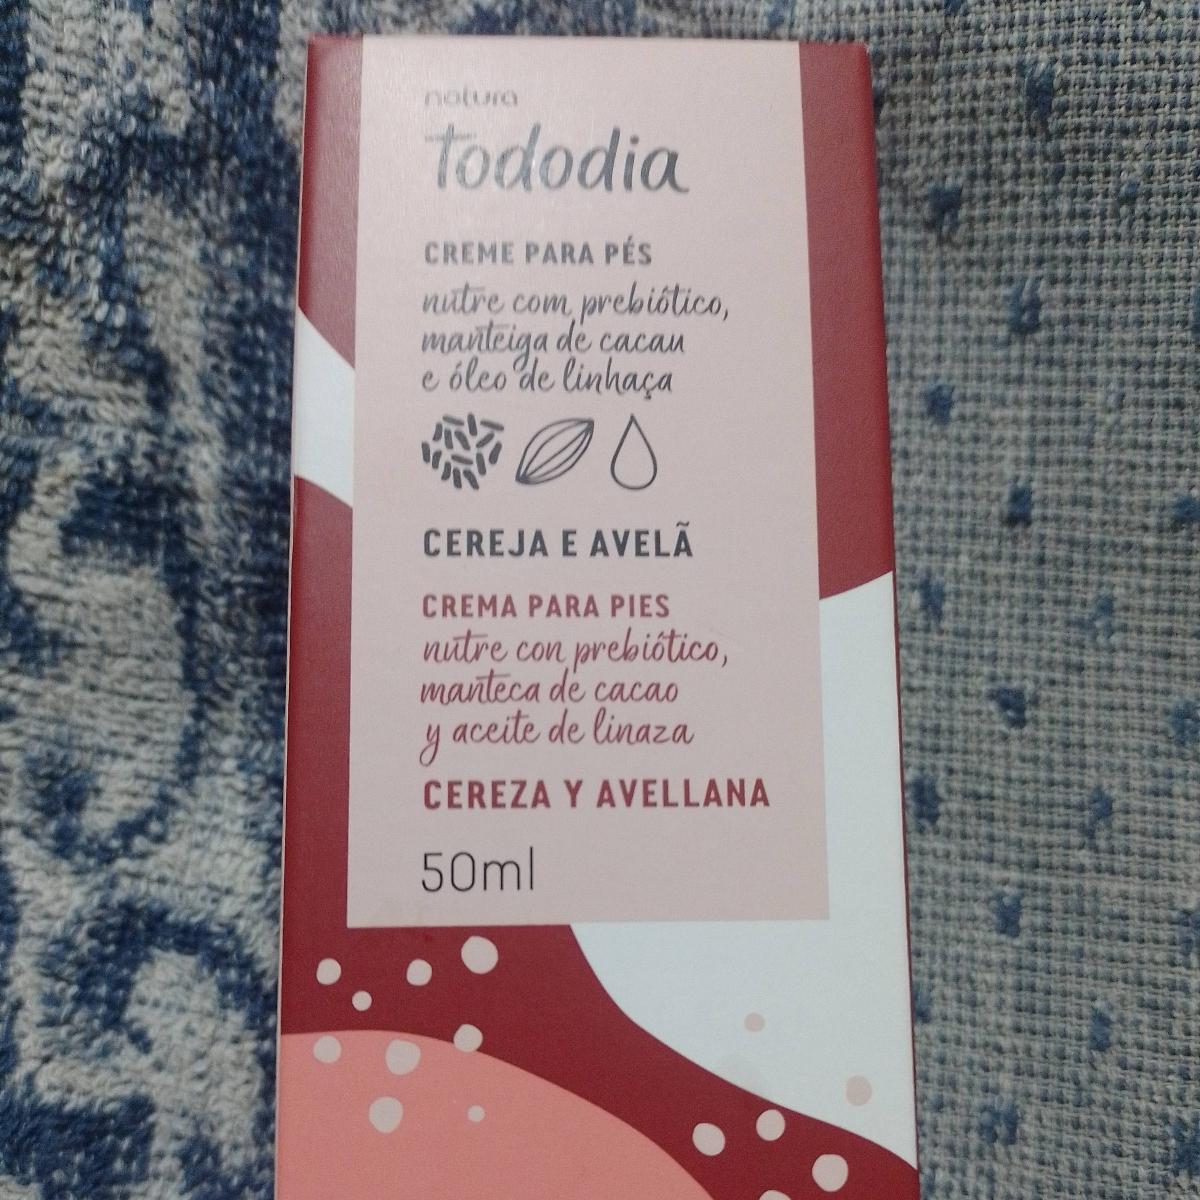 natura
Tododia
CREME PARA PÉS
nutre com prebiótico,
manteiga de cacau
e óleo de linhaça
CEREJA E AVELÃ
CREMA PARA PIES
nutre con prebiótico,
manteca de cacao
y aceite de linaza
CEREZA Y AVELLANA
50ml